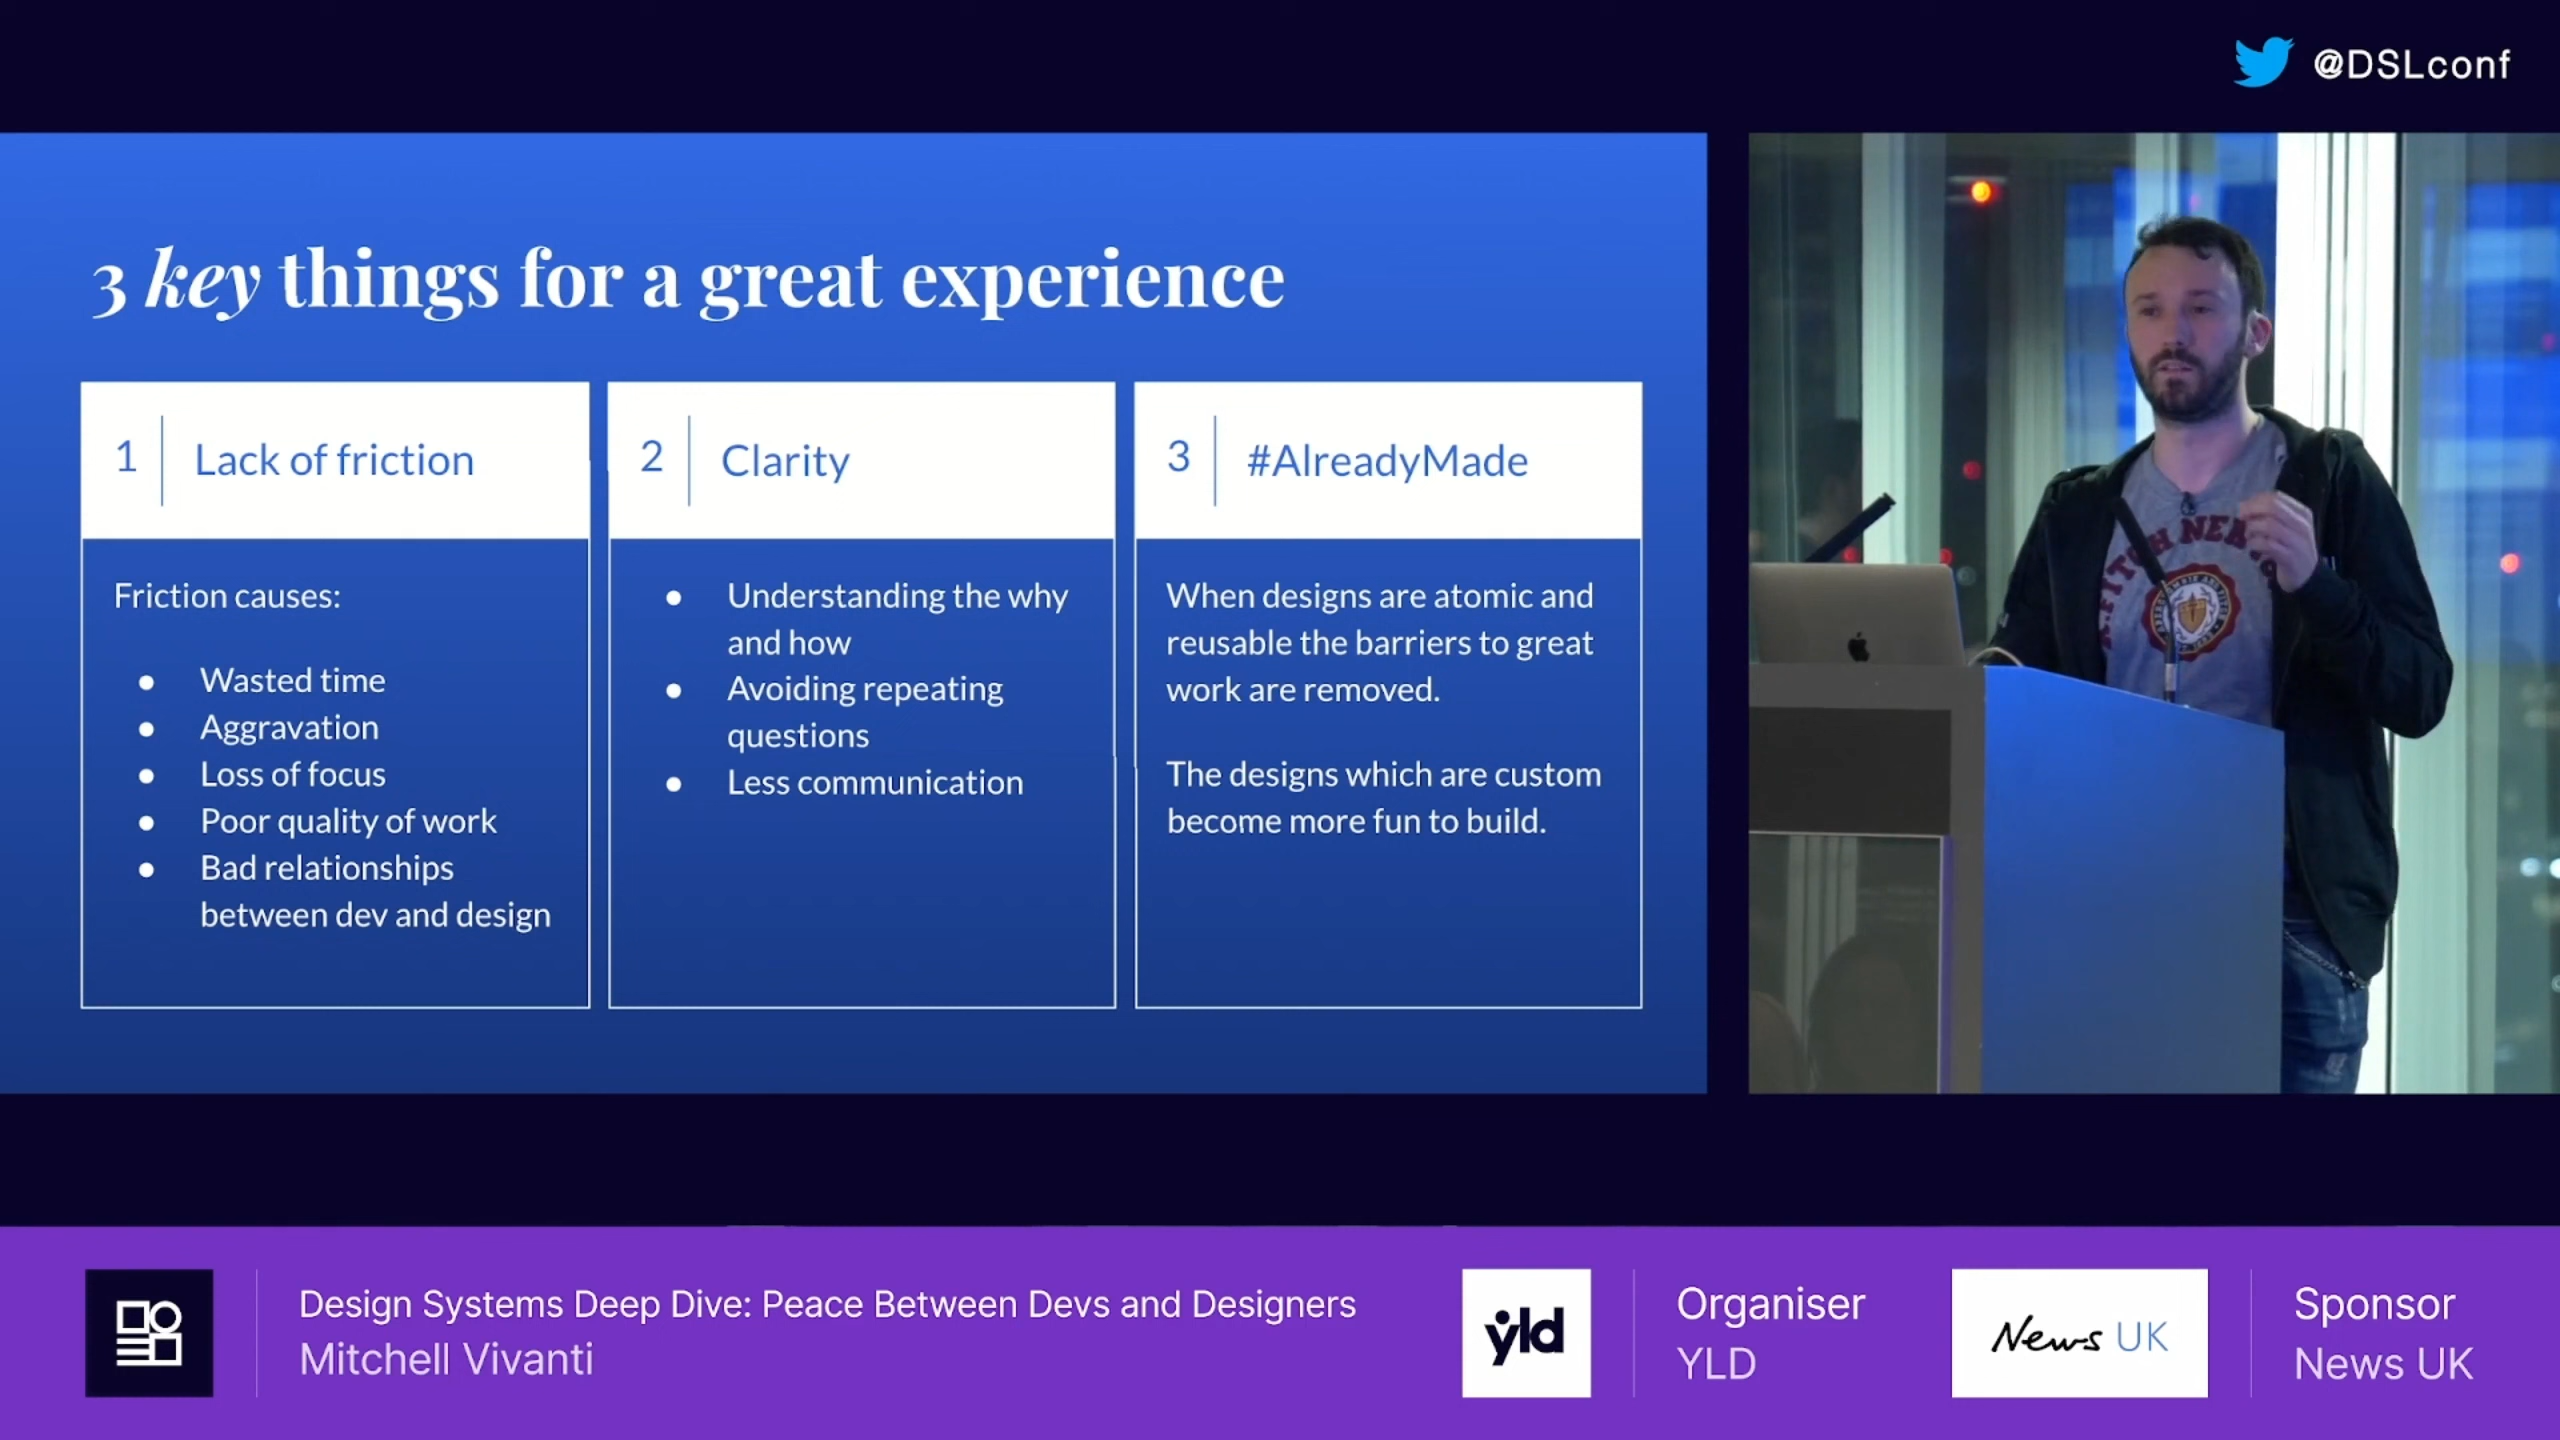 @DSLconf
3 key things for a great experience
1
Lack of friction
Friction causes:
● Wasted time
● Aggravation
● Loss of focus
● Poor quality of work
● Bad relationships
between dev and design
2
Clarity
● Understanding the why
and how
● Avoiding repeating
questions
● Less communication
3
#AlreadyMade
When designs are atomic and
reusable the barriers to great
work are removed.
The designs which are custom
become more fun to build.
Design Systems Deep Dive: Peace Between Devs and Designers
Mitchell Vivanti
yld
Organiser
YLD
News UK
Sponsor
News UK